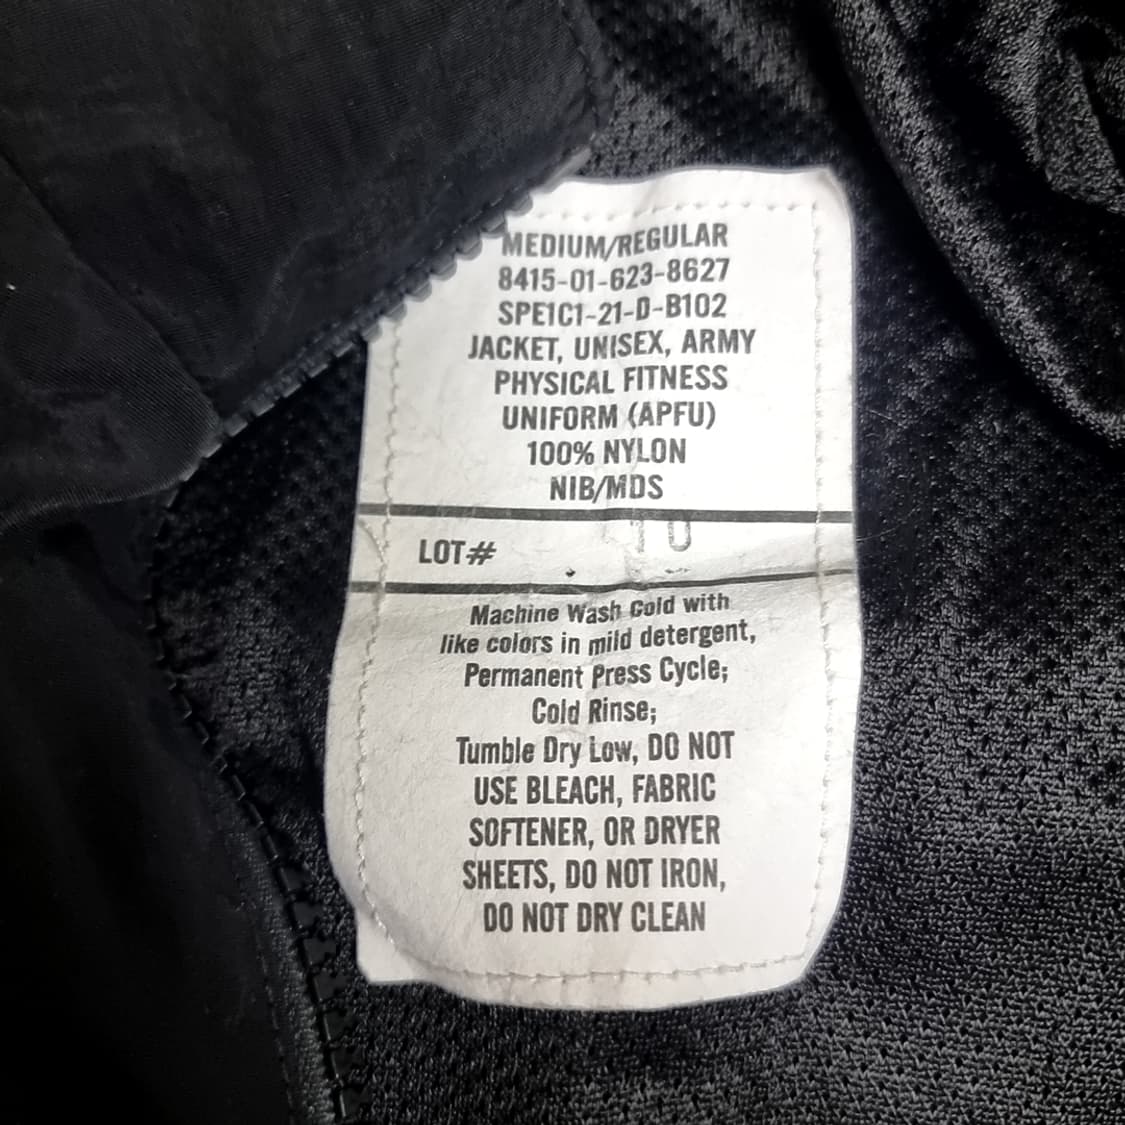 MEDIUM/REGULAR
8415-01-623-8627
SPE1C1-21-D-B102
JACKET, UNISEX, ARMY
PHYSICAL FITNESS
UNIFORM (APFU)
100% NYLON
NIB/MDS
LOT# 10
Machine Wash Cold with
like colors in mild detergent,
Permanent Press Cycle;
Cold Rinse;
Tumble Dry Low, DO NOT
USE BLEACH, FABRIC
SOFTENER, OR DRYER
SHEETS, DO NOT IRON,
DO NOT DRY CLEAN